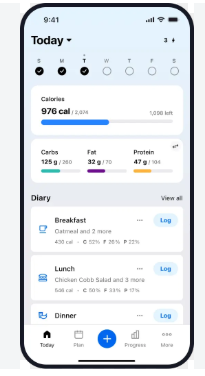 9:41
Today
3
S M T W T F S
Calories
976 cal / 2,074
1,098 left
Carbs Fat Protein
125 g / 260 32 g / 70 47 g / 104
Diary
View all
Breakfast
Log
Oatmeal and 2 more
430 cal • C 52% F 26% P 22%
Lunch
Log
Chicken Cobb Salad and 3 more
546 cal • C 50% F 33% P 17%
Dinner
Log
Today Plan Progress More